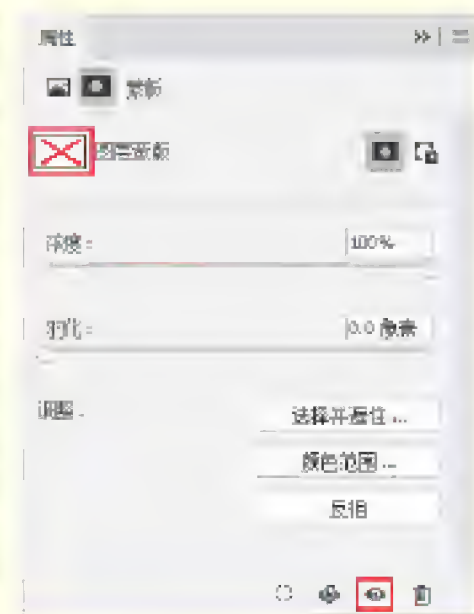 属性
蒙版
图层蒙版
浓度：
100%
羽化：
0.0 像素
调整：
选择并遮住 ...
颜色范围 ...
反相